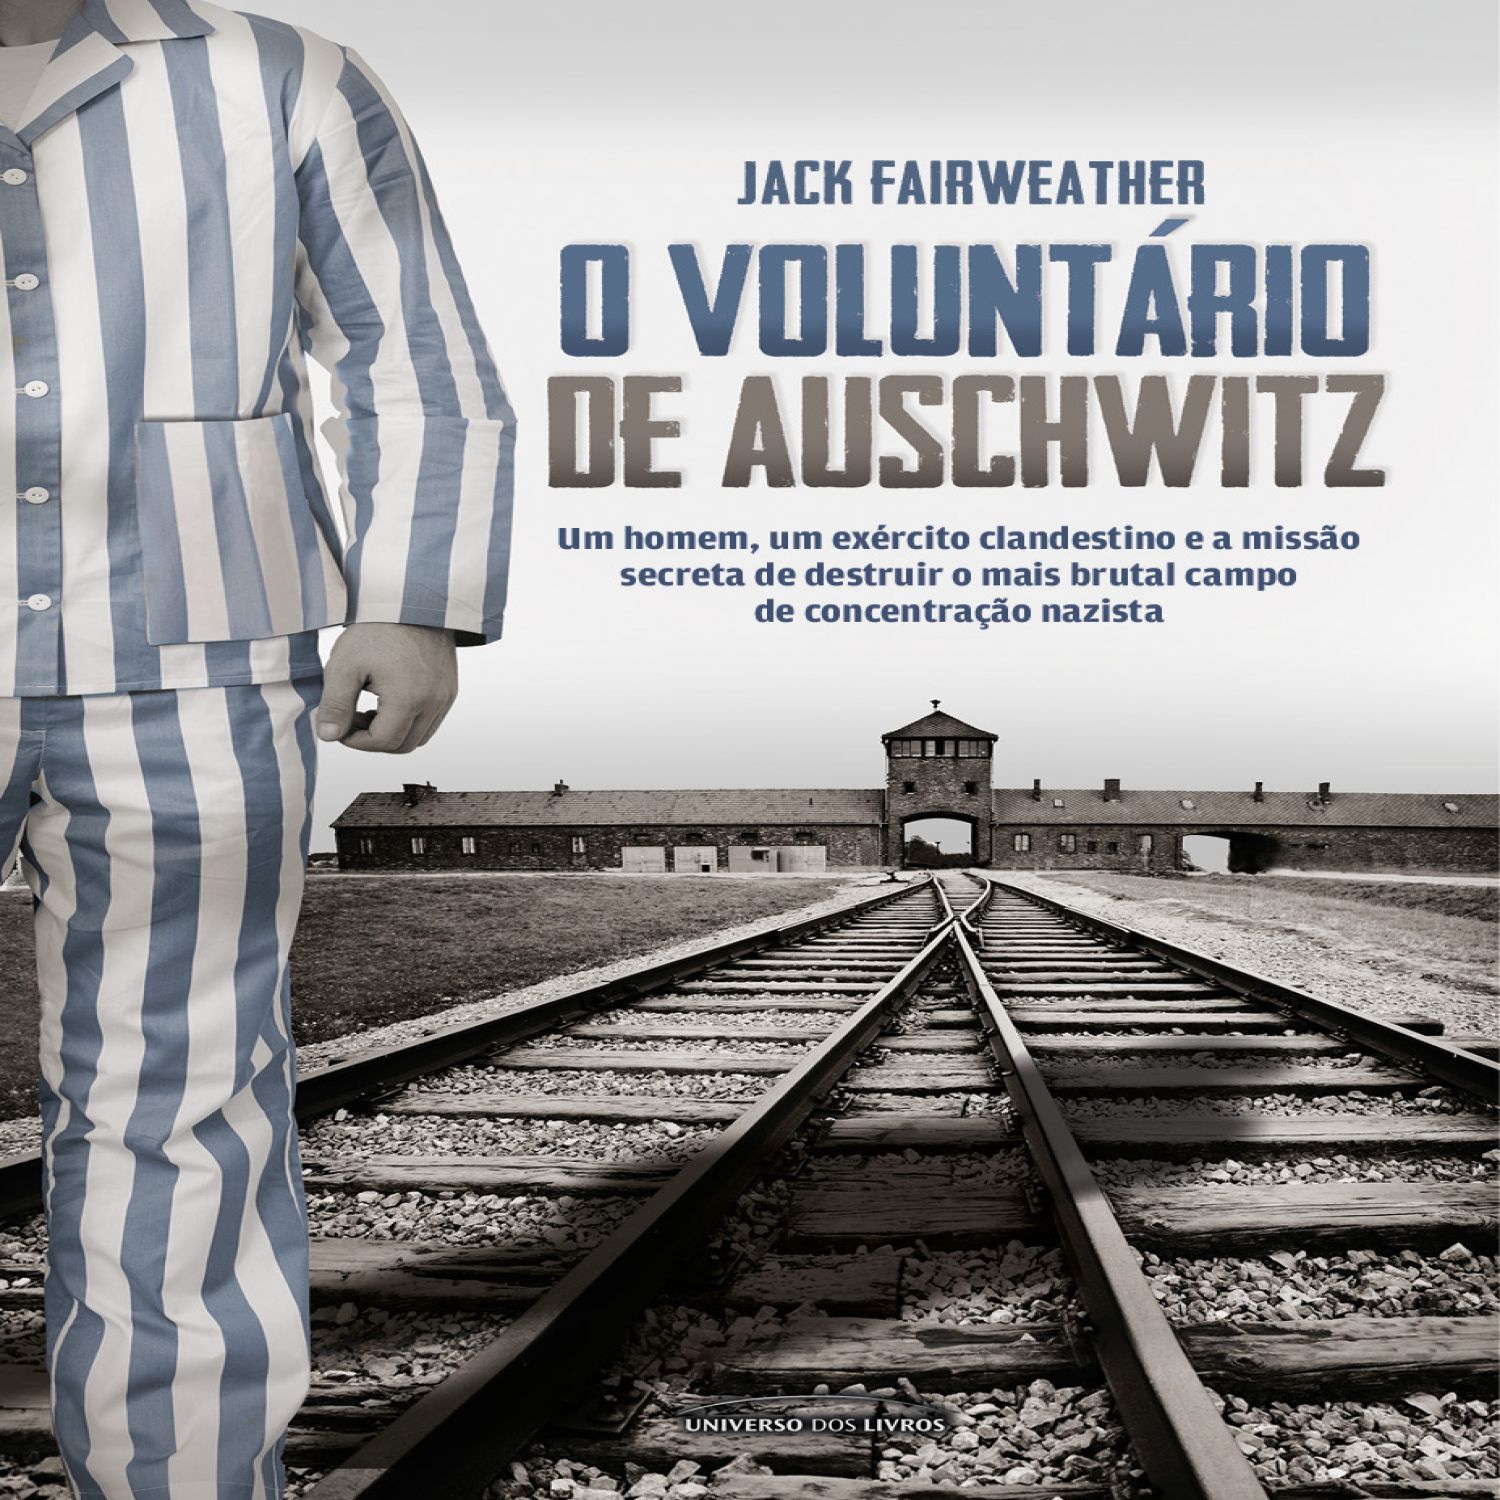 JACK FAIRWEATHER
O VOLUNTÁRIO
DE AUSCHWITZ
Um homem, um exército clandestino e a missão
secreta de destruir o mais brutal campo
de concentração nazista
UNIVERSO DOS LIVROS